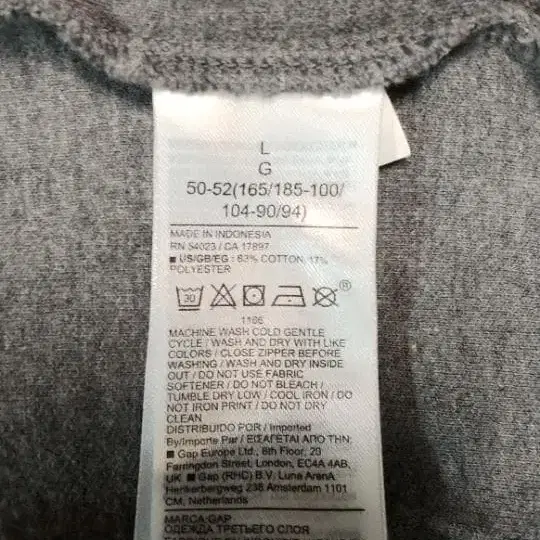 L
G
50-52(165/185-100/
104-90/94)
MADE IN INDONESIA
RN 54023 / CA 17897
■ US/GB/EG : 83% COTTON, 17%
POLYESTER
30
®
1166
MACHINE WASH COLD GENTLE
CYCLE / WASH AND DRY WITH LIKE
COLORS / CLOSE ZIPPER BEFORE
WASHING / WASH AND DRY INSIDE
OUT / DO NOT USE FABRIC
SOFTENER / DO NOT BLEACH /
TUMBLE DRY LOW / COOL IRON / DO
NOT IRON PRINT / DO NOT DRY
CLEAN
DISTRIBUIDO POR / Imported
By/Importe Par / ΕΙΣΑΓΕΤΑΙ ΑΠΟ ΤΗΝ:
■ Gap Europe Ltd., 6th Floor, 20
Farringdon Street, London, EC4A 4AB,
UK ■ Gap (RHC) B.V. Luna ArenA
Herikerbergweg 238 Amsterdam 1101
CM, Netherlands
MARCA:GAP
ОДЕЖДА ТРЕТЬЕГО СЛОЯ